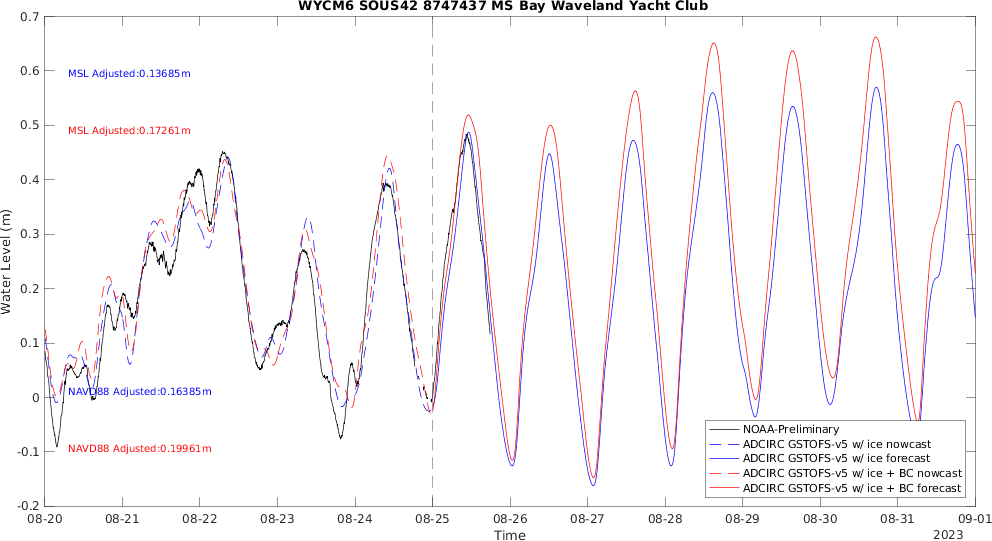 WYCM6 SOUS42 8747437 MS Bay Waveland Yacht Club
Water Level (m)
0.7
0.6
0.5
0.4
0.3
0.2
0.1
0
-0.1
-0.2
MSL Adjusted:0.13685m
MSL Adjusted:0.17261m
NAVD88 Adjusted:0.16385m
NAVD88 Adjusted:0.19961m
NOAA-Preliminary
ADCIRC GSTOFS-v5 w/ ice nowcast
ADCIRC GSTOFS-v5 w/ ice forecast
ADCIRC GSTOFS-v5 w/ ice + BC nowcast
ADCIRC GSTOFS-v5 w/ ice + BC forecast
08-20 08-21 08-22 08-23 08-24 08-25 08-26 08-27 08-28 08-29 08-30 08-31 09-01
Time
2023